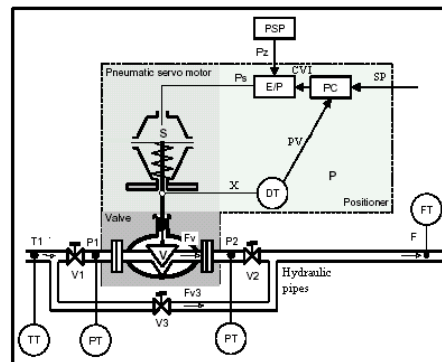 PSP
Pneumatic servo motor
Pz
CVI
Ps
E/P
PC
SP
S
PV
X
DT
P
Positioner
FT
Valve
Fv
T1
P1
V
P2
F
V1
V2
Hydraulic
pipes
Fv3
V3
TT
PT
PT